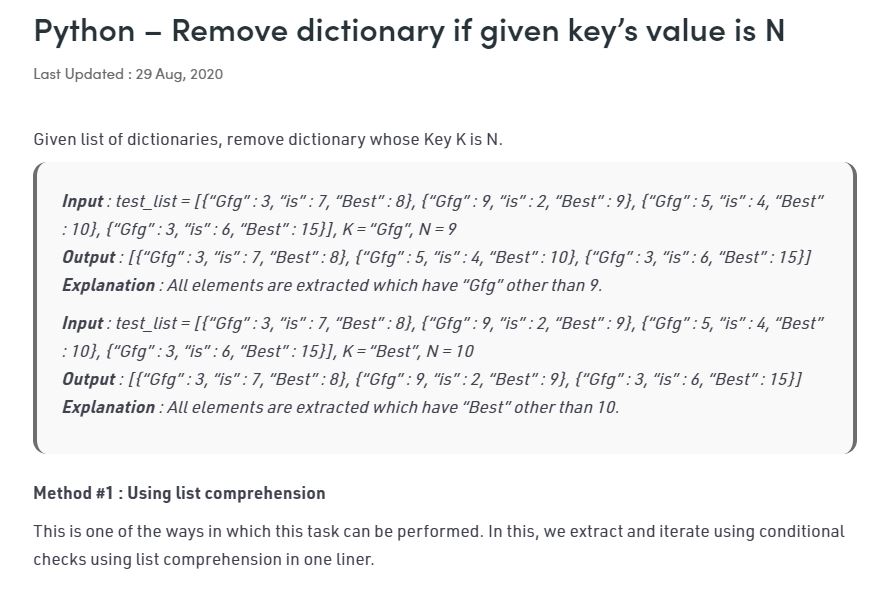 Python – Remove dictionary if given key’s value is N
Last Updated : 29 Aug, 2020
Given list of dictionaries, remove dictionary whose Key K is N.
Input : test_list = [{“Gfg” : 3, “is” : 7, “Best” : 8}, {“Gfg” : 9, “is” : 2, “Best” : 9}, {“Gfg” : 5, “is” : 4, “Best”
: 10}, {“Gfg” : 3, “is” : 6, “Best” : 15}], K = “Gfg”, N = 9
Output : [{“Gfg” : 3, “is” : 7, “Best” : 8}, {“Gfg” : 5, “is” : 4, “Best” : 10}, {“Gfg” : 3, “is” : 6, “Best” : 15}]
Explanation : All elements are extracted which have “Gfg” other than 9.
Input : test_list = [{“Gfg” : 3, “is” : 7, “Best” : 8}, {“Gfg” : 9, “is” : 2, “Best” : 9}, {“Gfg” : 5, “is” : 4, “Best”
: 10}, {“Gfg” : 3, “is” : 6, “Best” : 15}], K = “Best”, N = 10
Output : [{“Gfg” : 3, “is” : 7, “Best” : 8}, {“Gfg” : 9, “is” : 2, “Best” : 9}, {“Gfg” : 3, “is” : 6, “Best” : 15}]
Explanation : All elements are extracted which have “Best” other than 10.
Method #1 : Using list comprehension
This is one of the ways in which this task can be performed. In this, we extract and iterate using conditional
checks using list comprehension in one liner.